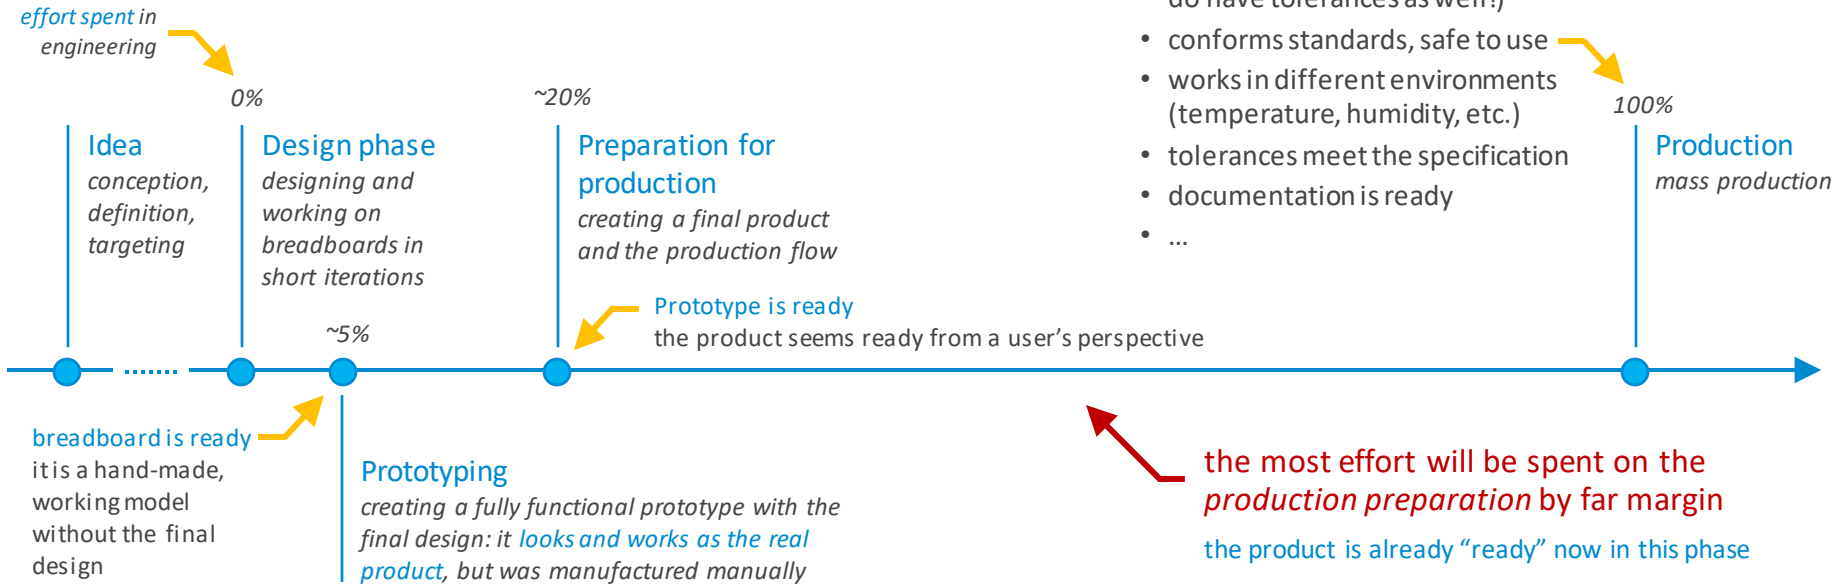 effort spent in
engineering
do have tolerances as well!)
• conforms standards, safe to use
• works in different environments
(temperature, humidity, etc.)
• tolerances meet the specification
• documentation is ready
• ...
0%
~20%
100%
Idea
conception,
definition,
targeting
Design phase
designing and
working on
breadboards in
short iterations
Preparation for
production
creating a final product
and the production flow
Production
mass production
~5%
Prototype is ready
the product seems ready from a user's perspective
breadboard is ready
it is a hand-made,
working model
without the final
design
Prototyping
creating a fully functional prototype with the
final design: it looks and works as the real
product, but was manufactured manually
the most effort will be spent on the
production preparation by far margin
the product is already “ready” now in this phase